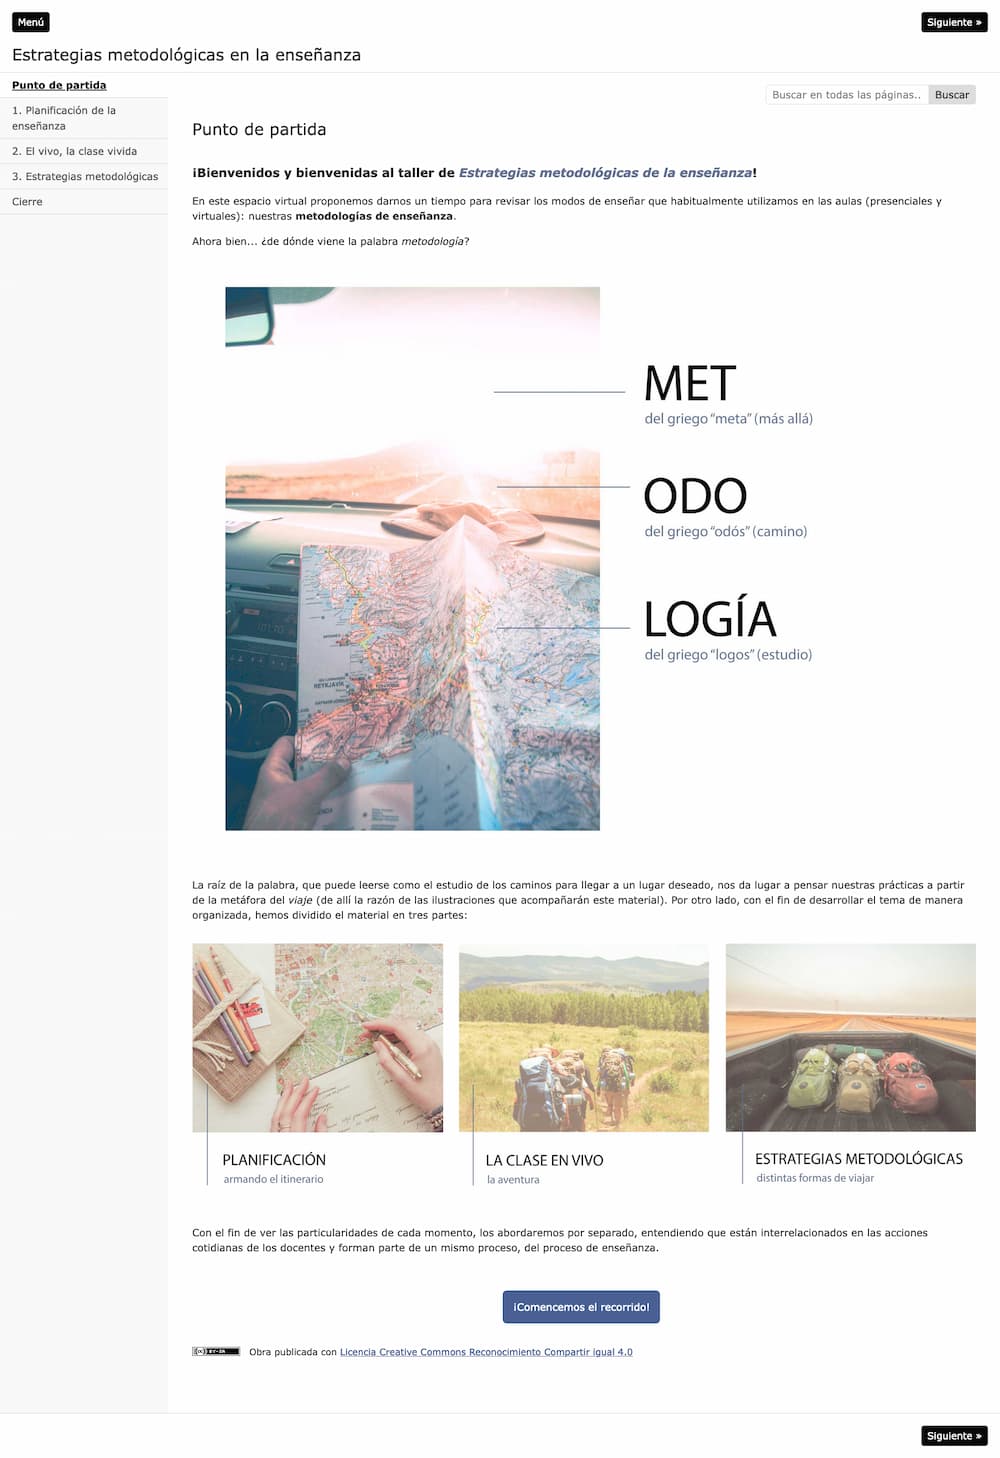 Menú
Siguiente »
Estrategias metodológicas en la enseñanza
Punto de partida
1. Planificación de la
enseñanza
2. El vivo, la clase vivida
3. Estrategias metodológicas
Cierre
Buscar en todas las páginas..
Buscar
Punto de partida
¡Bienvenidos y bienvenidas al taller de Estrategias metodológicas de la enseñanza!
En este espacio virtual proponemos darnos un tiempo para revisar los modos de enseñar que habitualmente utilizamos en las aulas (presenciales y
virtuales): nuestras metodologías de enseñanza.
Ahora bien... ¿de dónde viene la palabra metodología?
MET
del griego "meta" (más allá)
ODO
del griego "odós" (camino)
LOGÍA
del griego "logos" (estudio)
REYKJAVÍK
La raíz de la palabra, que puede leerse como el estudio de los caminos para llegar a un lugar deseado, nos da lugar a pensar nuestras prácticas a partir
de la metáfora del viaje (de allí la razón de las ilustraciones que acompañarán este material). Por otro lado, con el fin de desarrollar el tema de manera
organizada, hemos dividido el material en tres partes:
PLANIFICACIÓN
armando el itinerario
LA CLASE EN VIVO
la aventura
ESTRATEGIAS METODOLÓGICAS
distintas formas de viajar
Con el fin de ver las particularidades de cada momento, los abordaremos por separado, entendiendo que están interrelacionados en las acciones
cotidianas de los docentes y forman parte de un mismo proceso, del proceso de enseñanza.
¡Comencemos el recorrido!
(cc) BY-SA
Obra publicada con Licencia Creative Commons Reconocimiento Compartir igual 4.0
Siguiente »